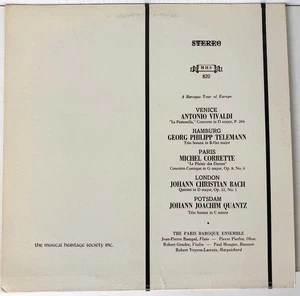 STEREO
MHS
820
A Baroque Tour of Europe
VENICE
ANTONIO VIVALDI
"La Pastorella," Concerto in D major, P. 204
HAMBURG
GEORG PHILIPP TELEMANN
Trio Sonata in B-flat major
PARIS
MICHEL CORRETTE
"Le Plaisir des Dames"
Concerto Comique in G major, Op. 8, No. 6
LONDON
JOHANN CHRISTIAN BACH
Quintet in D major, Op. 22, No. 1
POTSDAM
JOHANN JOACHIM QUANTZ
Trio Sonata in C minor
THE PARIS BAROQUE ENSEMBLE
Jean-Pierre Rampal, Flute — Pierre Pierlot, Oboe
Robert Gendre, Violin — Paul Hongne, Bassoon
Robert Veyron-Lacroix, Harpsichord
the musical heritage society inc.